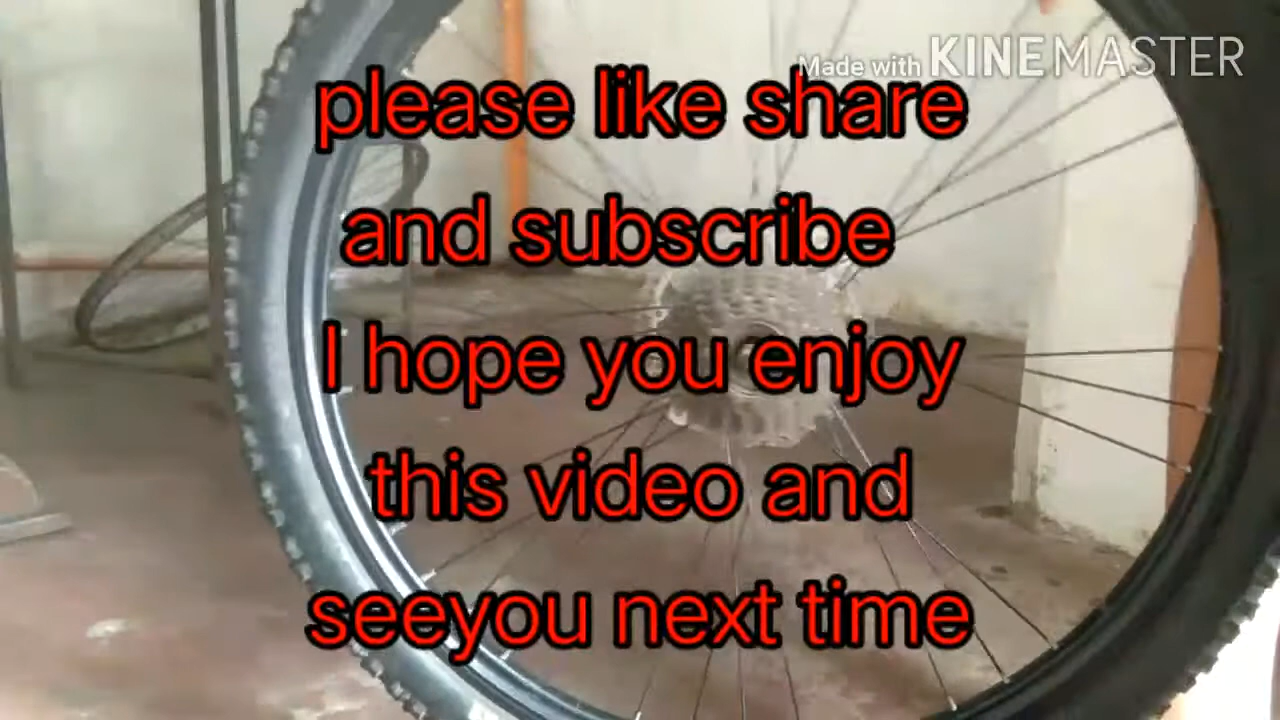 Made with KINEMASTER
please like share
and subscribe
I hope you enjoy
this video and
seeyou next time